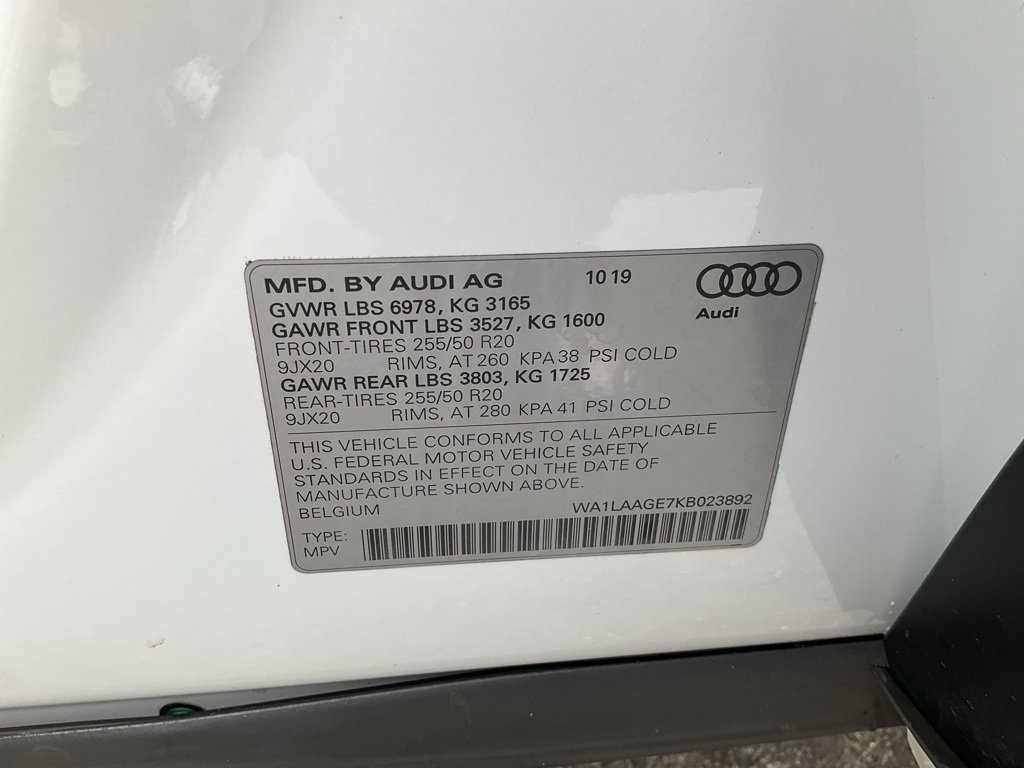 MFD. BY AUDI AG 10 19
Audi
GVWR LBS 6978, KG 3165
GAWR FRONT LBS 3527, KG 1600
FRONT-TIRES 255/50 R20
9JX20 RIMS, AT 260 KPA 38 PSI COLD
GAWR REAR LBS 3803, KG 1725
REAR-TIRES 255/50 R20
9JX20 RIMS, AT 280 KPA 41 PSI COLD
THIS VEHICLE CONFORMS TO ALL APPLICABLE
U.S. FEDERAL MOTOR VEHICLE SAFETY
STANDARDS IN EFFECT ON THE DATE OF
MANUFACTURE SHOWN ABOVE.
BELGIUM WA1LAAGE7KB023892
TYPE:
MPV